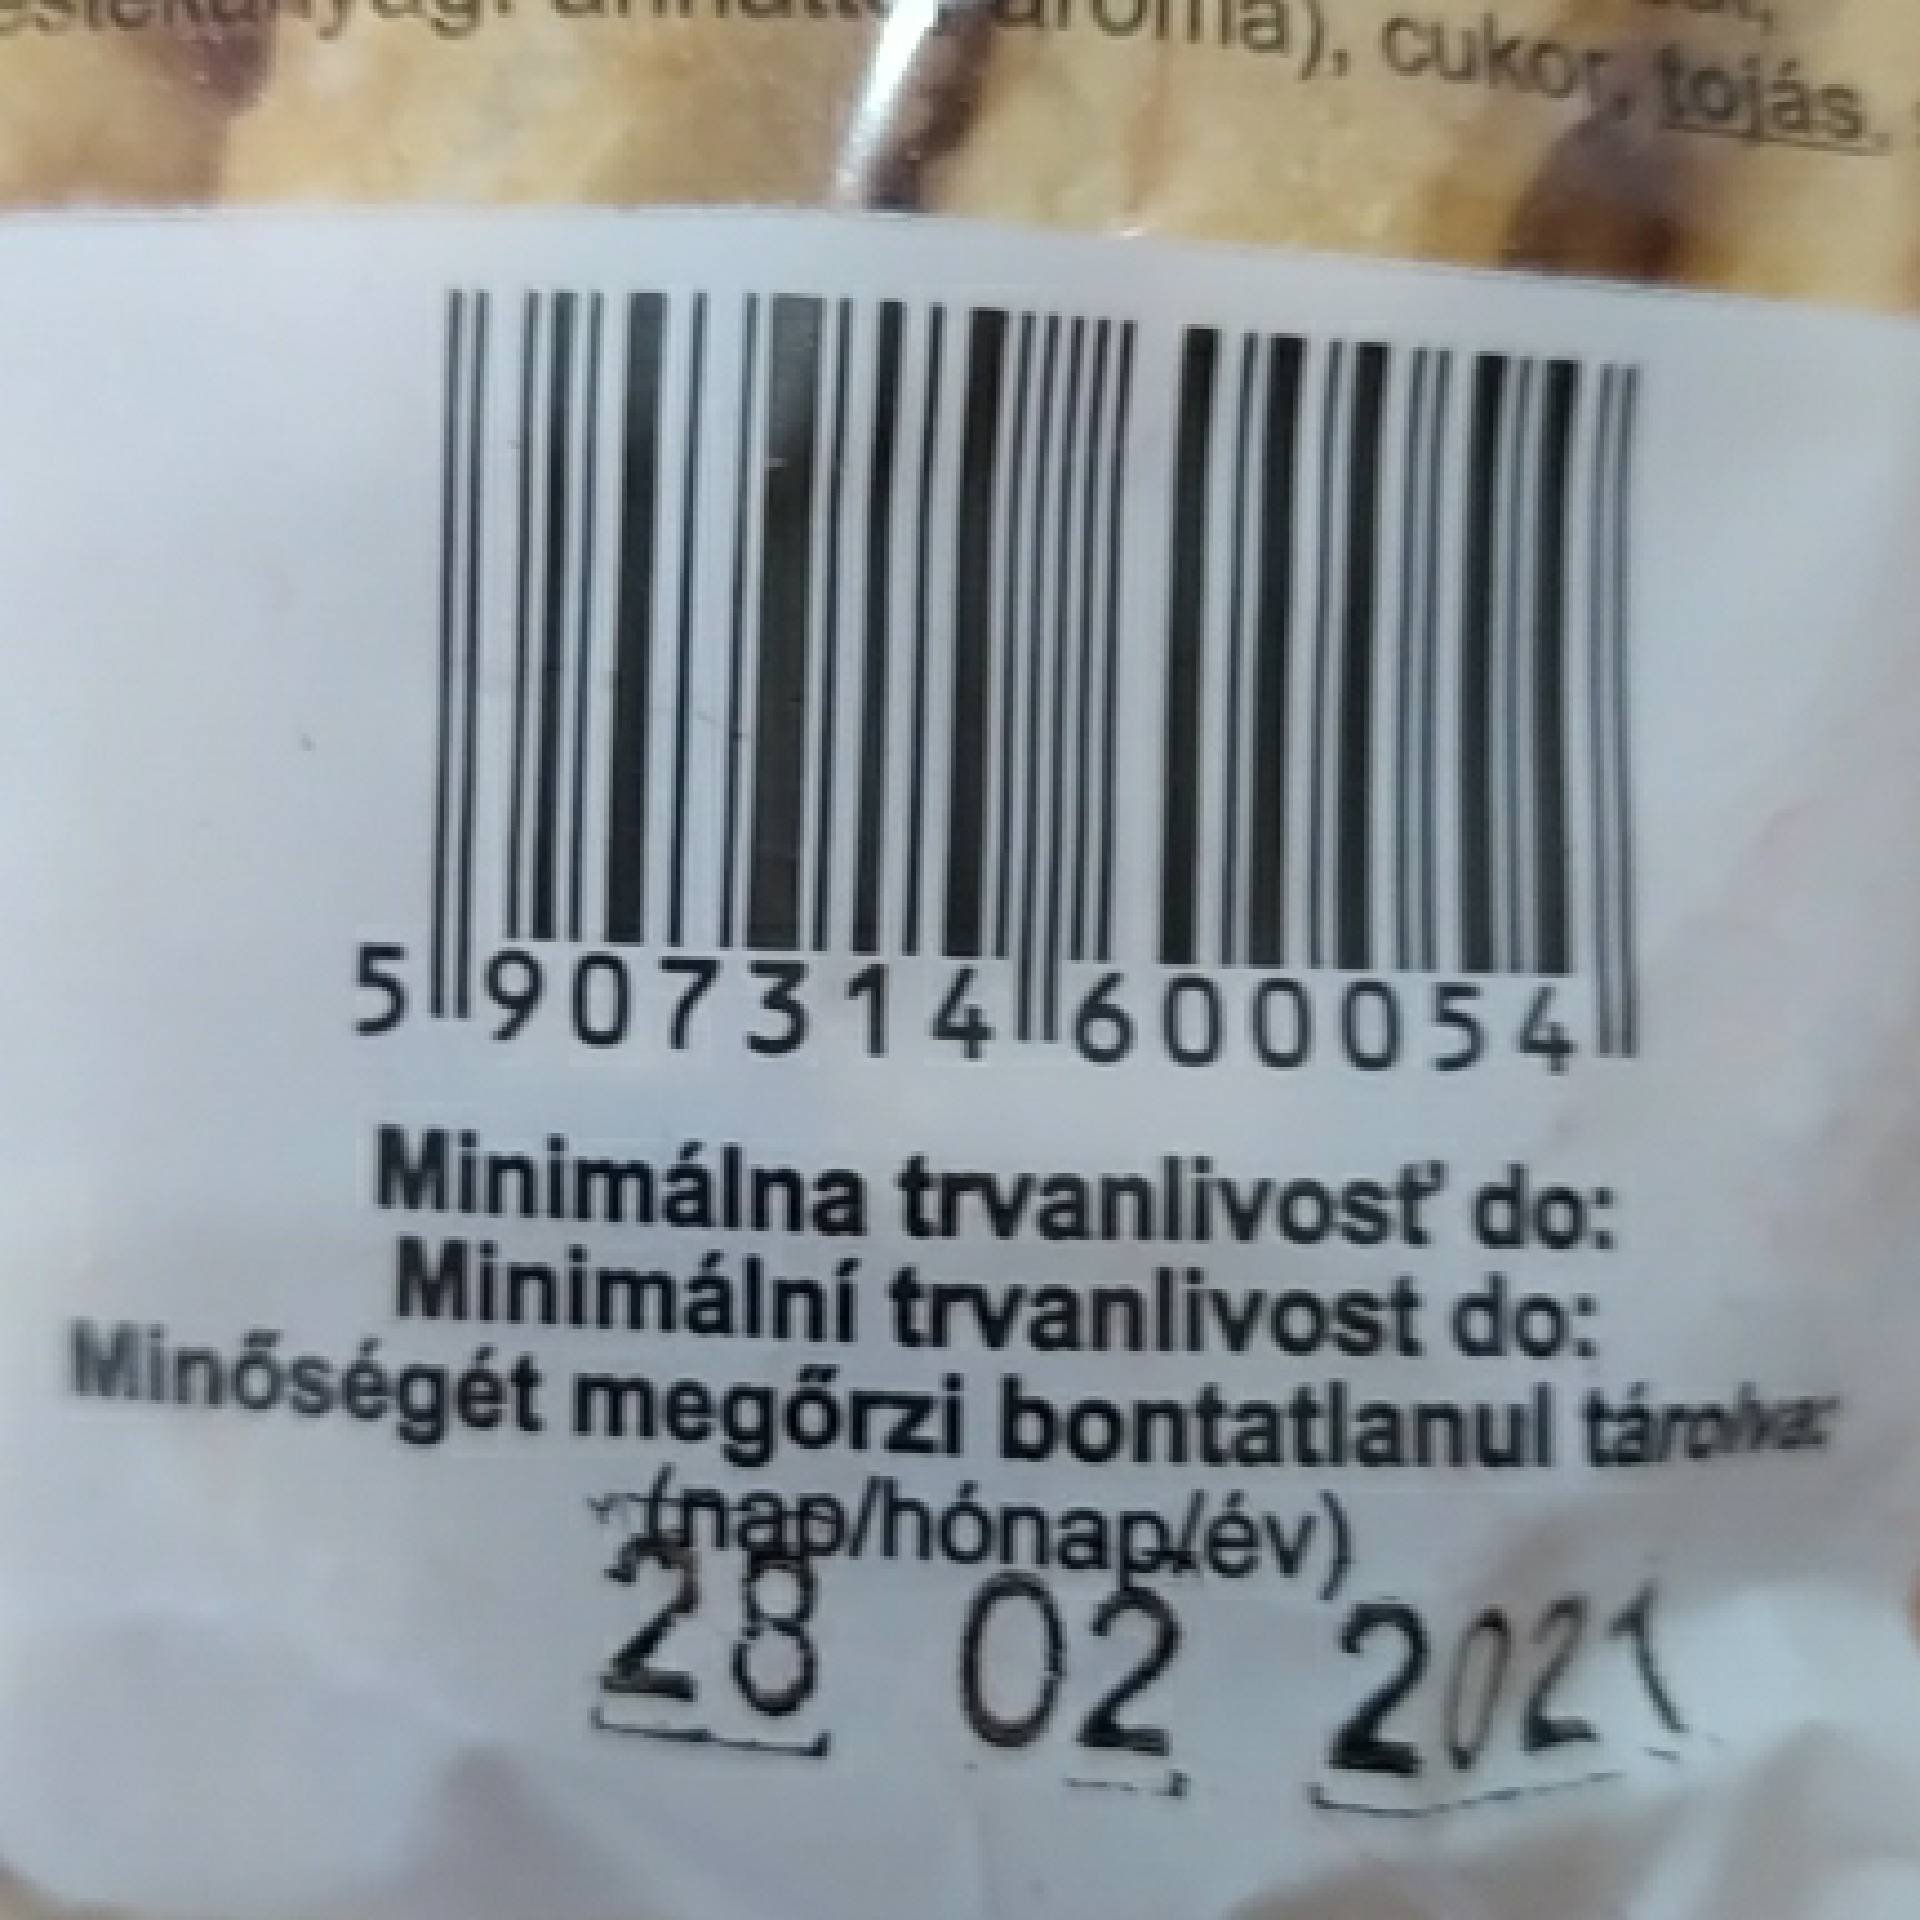 aroma), cukor, tojás,
5 907314 600054
Minimálna trvanlivosť do:
Minimální trvanlivost do:
Minőségét megőrzi bontatlanul tárolva:
(nap/hónap/év)
28 02 2021